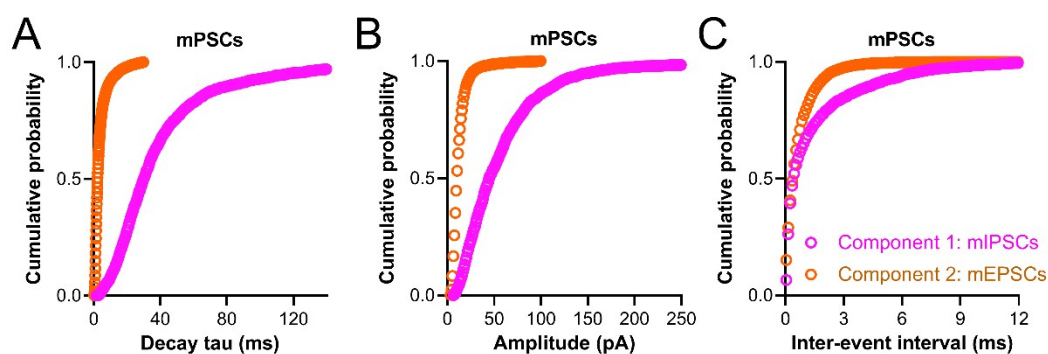 A
mPSCs
Cumulative probability
1.0
0.5
0.0
0
40
80
120
Decay tau (ms)
B
mPSCs
Cumulative probability
1.0
0.5
0.0
0
50
100
150
200
250
Amplitude (pA)
C
mPSCs
Cumulative probability
1.0
0.5
0.0
Component 1: mIPSCs
Component 2: mEPSCs
0
3
6
9
12
Inter-event interval (ms)